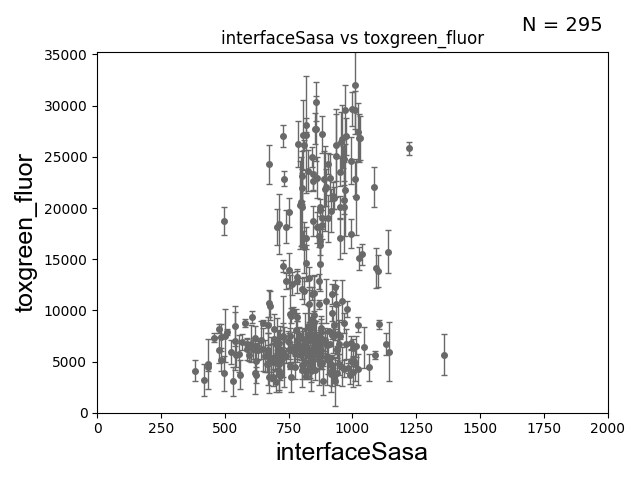 N = 295
interfaceSasa vs toxgreen_fluor
35000
30000
25000
20000
15000
10000
5000
0
toxgreen_fluor
0 250 500 750 1000 1250 1500 1750 2000
interfaceSasa